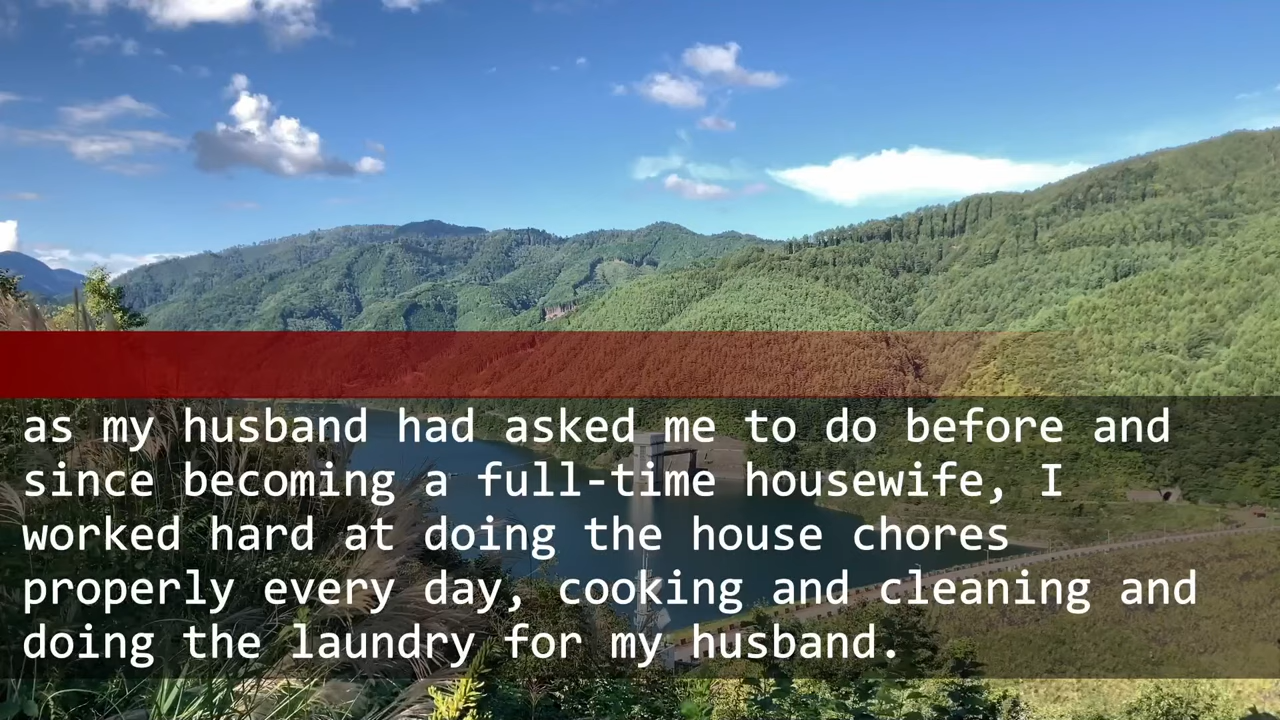 as my husband had asked me to do before and
since becoming a full-time housewife, I
worked hard at doing the house chores
properly every day, cooking and cleaning and
doing the laundry for my husband.